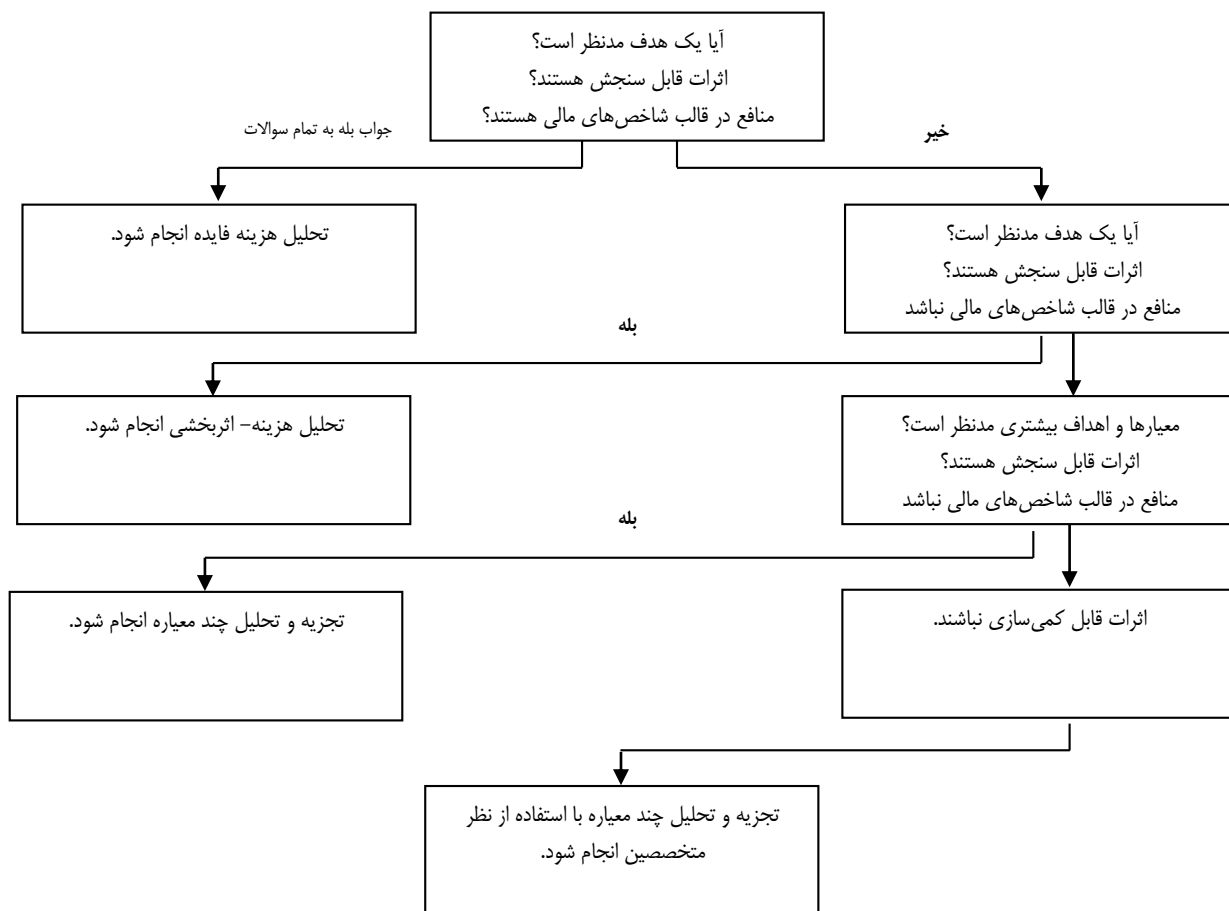 آیا یک هدف مدنظر است؟
اثرات قابل سنجش هستند؟
منافع در قالب شاخص‌های مالی هستند؟
خیر
جواب بله به تمام سوالات
آیا یک هدف مدنظر است؟
اثرات قابل سنجش هستند؟
منافع در قالب شاخص‌های مالی نباشد
تحلیل هزینه فایده انجام شود.
بله
معیارها و اهداف بیشتری مدنظر است؟
اثرات قابل سنجش هستند؟
منافع در قالب شاخص‌های مالی نباشد
تحلیل هزینه– اثربخشی انجام شود.
بله
اثرات قابل کمی‌سازی نباشند.
تجزیه و تحلیل چند معیاره انجام شود.
تجزیه و تحلیل چند معیاره با استفاده از نظر
متخصصین انجام شود.